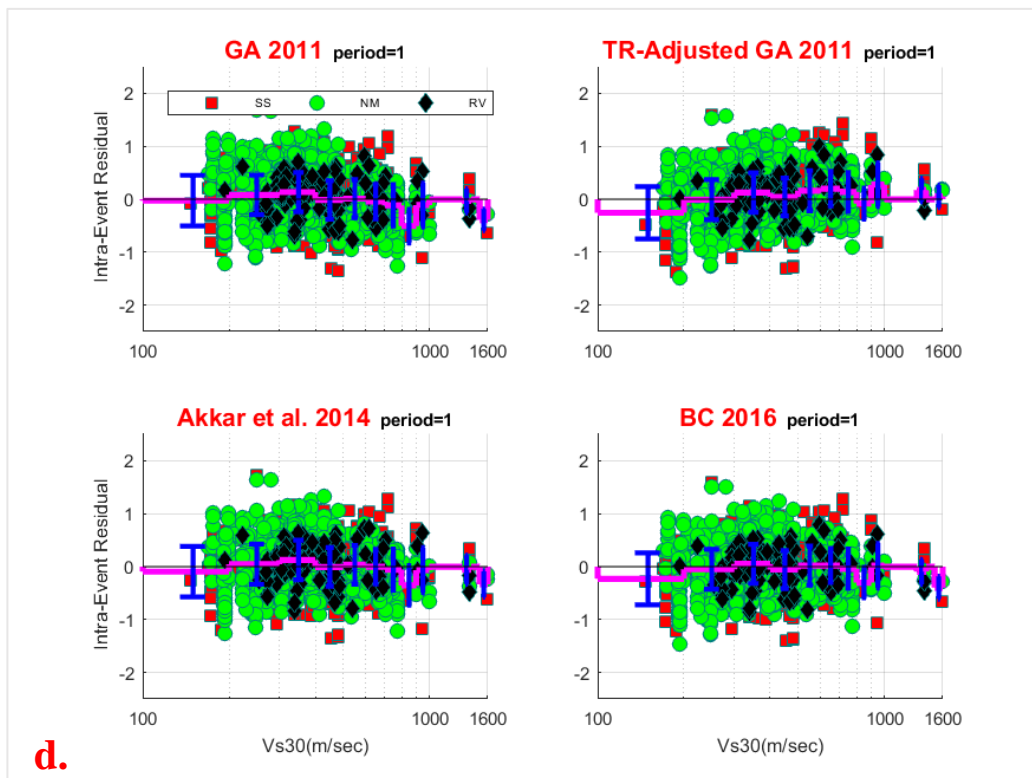 GA 2011 period=1
SS NM RV
Intra-Event Residual
2
1
0
-1
-2
100 1000 1600
TR-Adjusted GA 2011 period=1
2
1
0
-1
-2
100 1000 1600
Akkar et al. 2014 period=1
Intra-Event Residual
2
1
0
-1
-2
100 1000 1600
Vs30(m/sec)
BC 2016 period=1
2
1
0
-1
-2
100 1000 1600
Vs30(m/sec)
d.